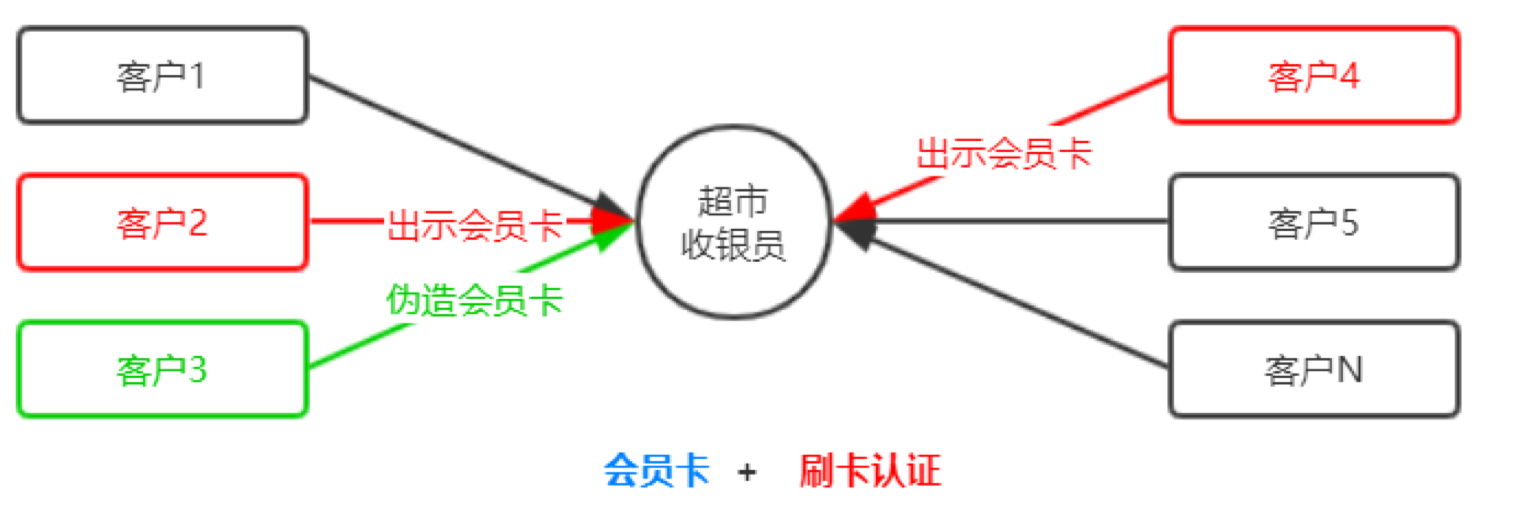 客户1
客户2
客户3
出示会员卡
伪造会员卡
超市
收银员
出示会员卡
客户4
客户5
客户N
会员卡 + 刷卡认证